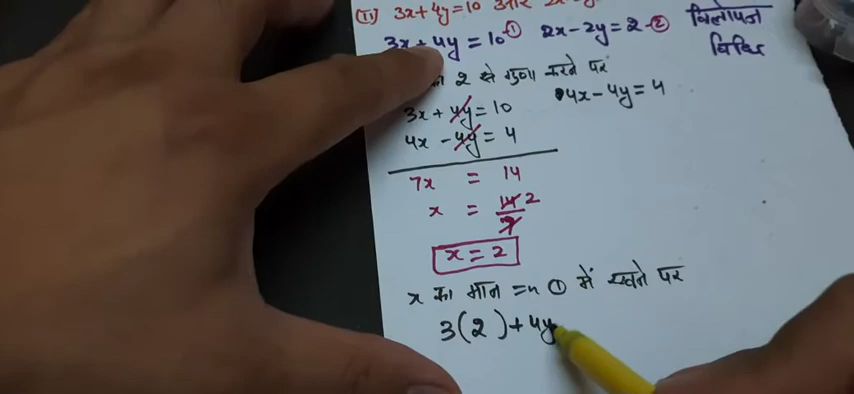 (II) 3x+4y=10 और
3x+4y=10 ① 2x-2y=2-② विलोपन विधि
2 से गुणा करने पर
4x-4y=4
3x+4y=10
4x-4y=4
7x = 14
x = 14/7 2
x=2
x का मान =n ① में रखने पर
3(2)+4y